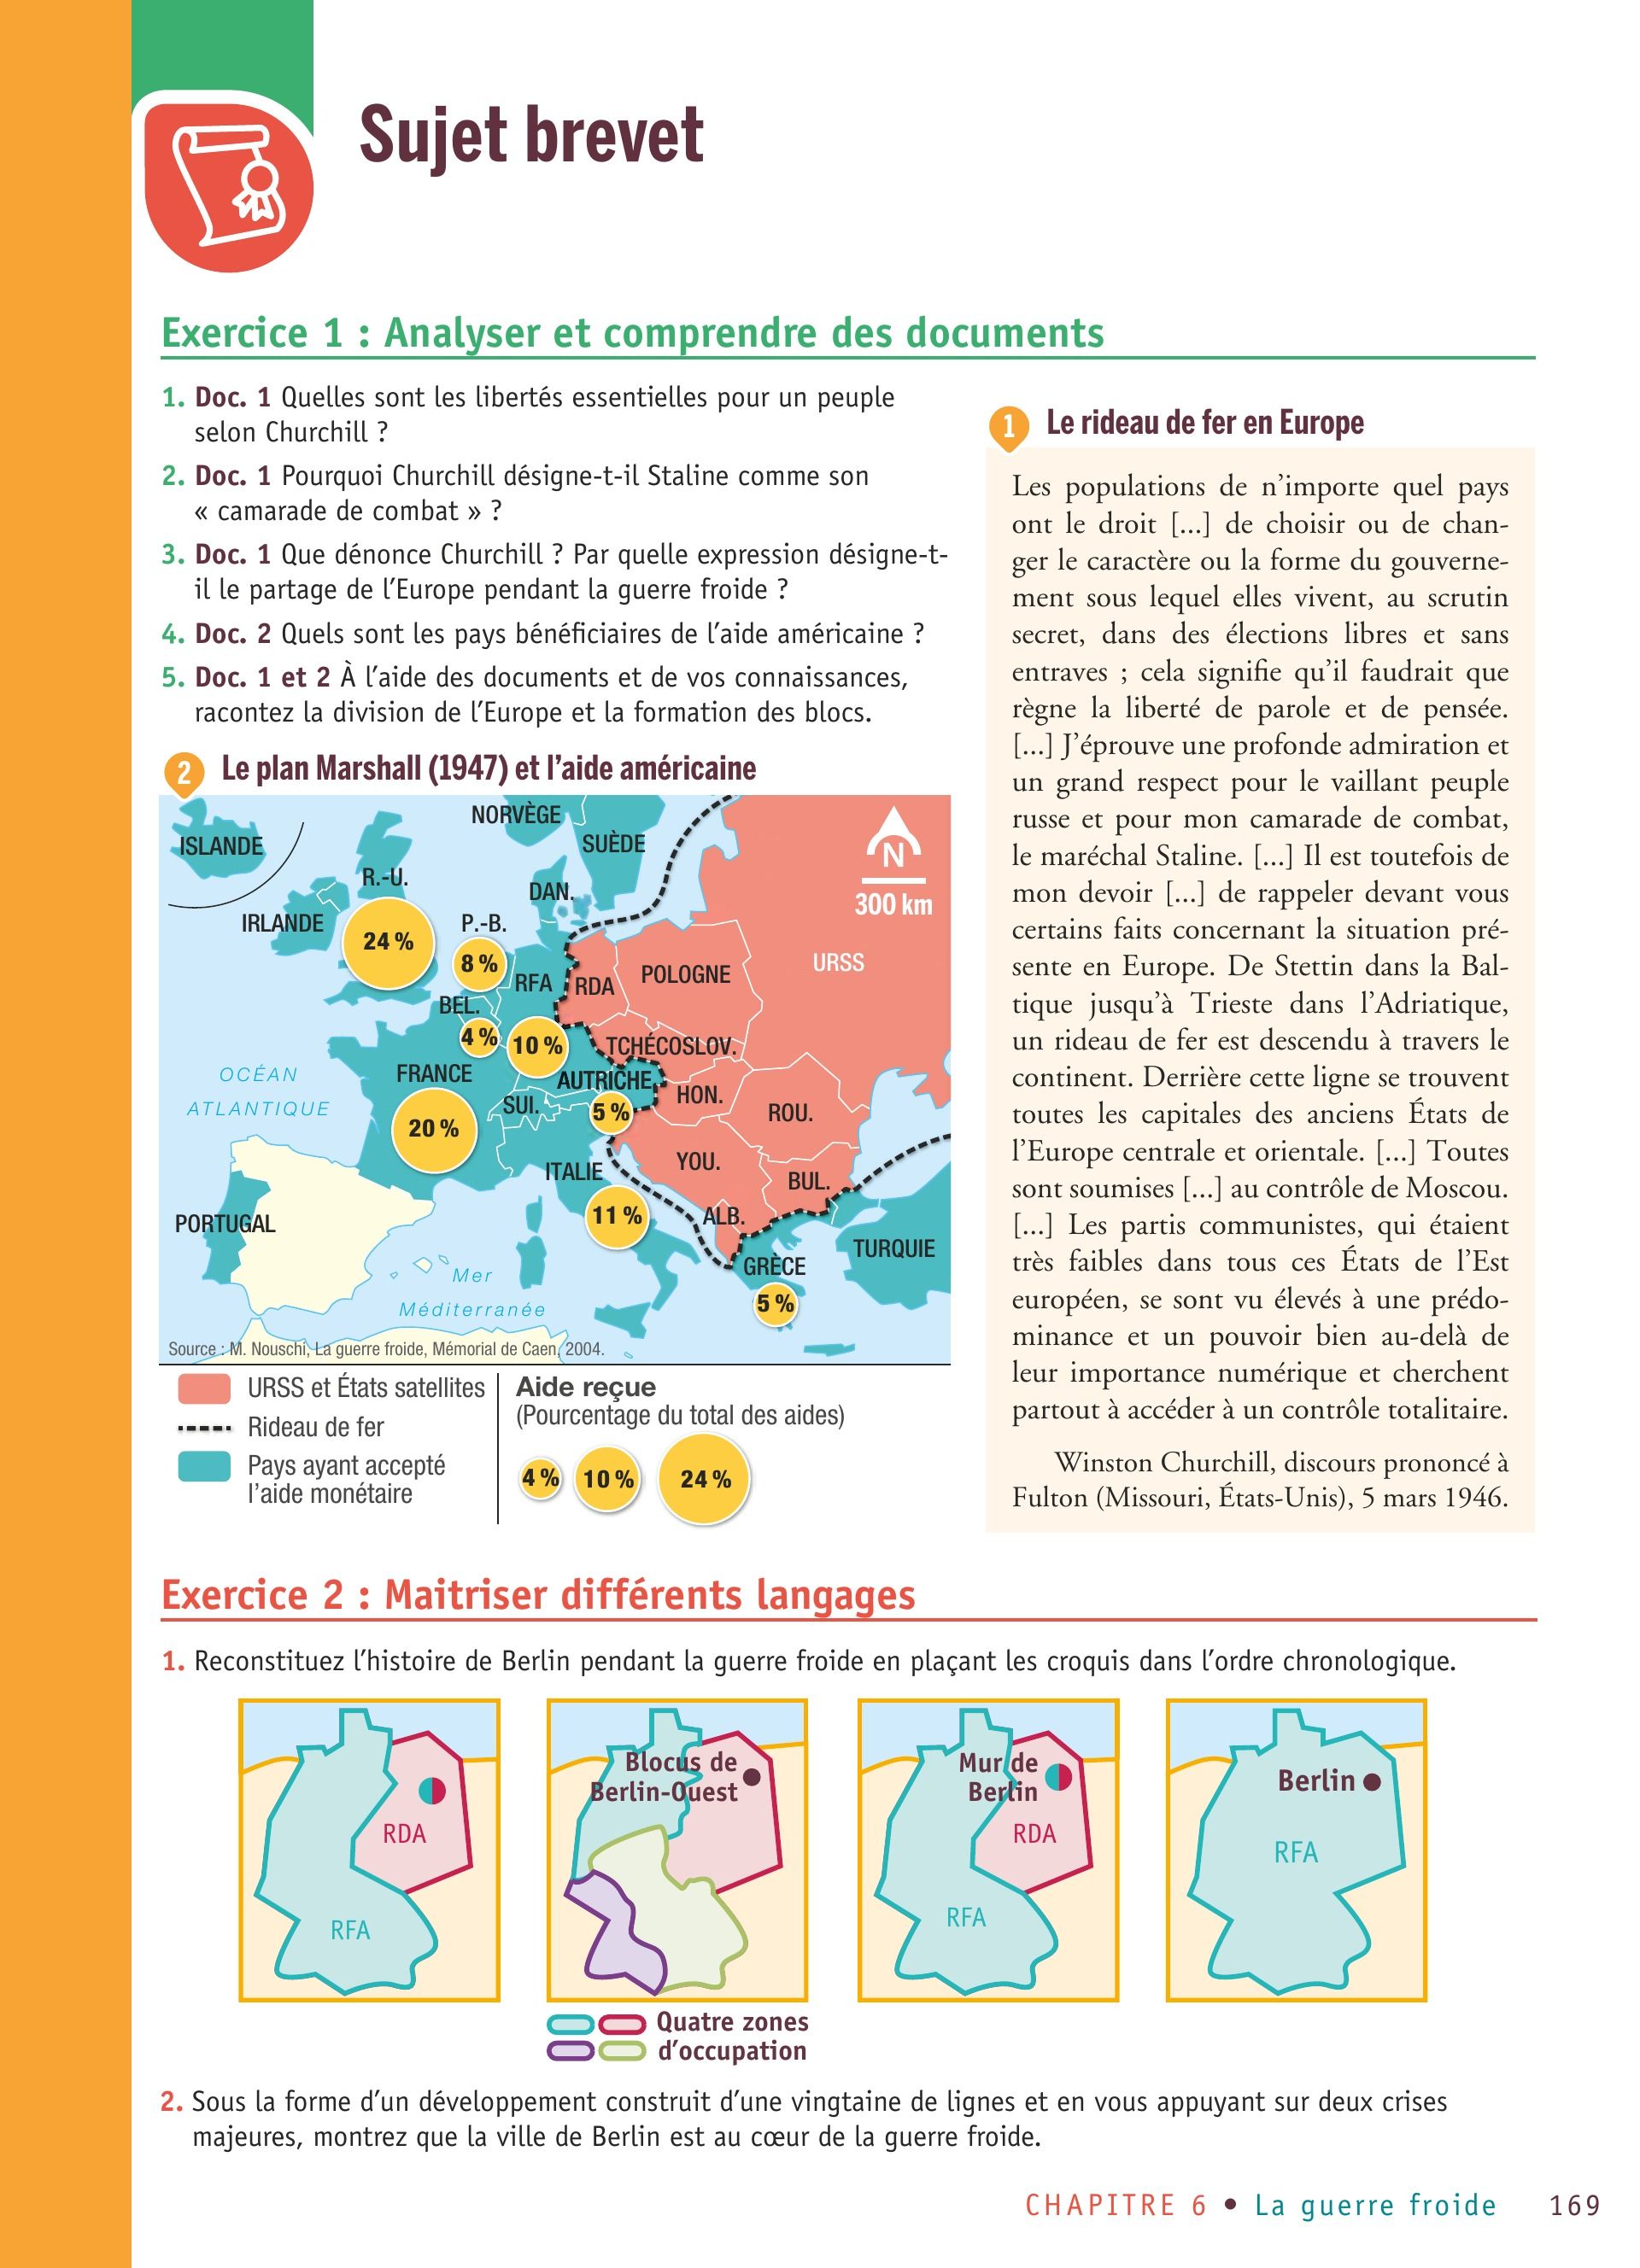 Sujet brevet
Exercice 1 : Analyser et comprendre des documents
1. Doc. 1 Quelles sont les libertés essentielles pour un peuple
selon Churchill ?
2. Doc. 1 Pourquoi Churchill désigne-t-il Staline comme son
« camarade de combat » ?
3. Doc. 1 Que dénonce Churchill ? Par quelle expression désigne-t-
il le partage de l'Europe pendant la guerre froide ?
4. Doc. 2 Quels sont les pays bénéficiaires de l'aide américaine ?
5. Doc. 1 et 2 À l'aide des documents et de vos connaissances,
racontez la division de l'Europe et la formation des blocs.
1 Le rideau de fer en Europe
Les populations de n'importe quel pays
ont le droit [...] de choisir ou de chan-
ger le caractère ou la forme du gouverne-
ment sous lequel elles vivent, au scrutin
secret, dans des élections libres et sans
entraves ; cela signifie qu'il faudrait que
règne la liberté de parole et de pensée.
[...] J'éprouve une profonde admiration et
un grand respect pour le vaillant peuple
russe et pour mon camarade de combat,
le maréchal Staline. [...] Il est toutefois de
mon devoir [...] de rappeler devant vous
certains faits concernant la situation pré-
sente en Europe. De Stettin dans la Bal-
tique jusqu'à Trieste dans l'Adriatique,
un rideau de fer est descendu à travers le
continent. Derrière cette ligne se trouvent
toutes les capitales des anciens États de
l'Europe centrale et orientale. [...] Toutes
sont soumises [...] au contrôle de Moscou.
[...] Les partis communistes, qui étaient
très faibles dans tous ces États de l'Est
européen, se sont vu élevés à une prédo-
minance et un pouvoir bien au-delà de
leur importance numérique et cherchent
partout à accéder à un contrôle totalitaire.
Winston Churchill, discours prononcé à
Fulton (Missouri, États-Unis), 5 mars 1946.
2 Le plan Marshall (1947) et l'aide américaine
NORVÈGE
ISLANDE
SUÈDE
N
R.-U.
DAN.
300 km
IRLANDE
P.-B.
24 %
8 %
URSS
RFA
RDA
POLOGNE
BEL.
4 %
10 %
TCHÉCOSLOV.
OCÉAN
ATLANTIQUE
FRANCE
AUTRICHE
HON.
SUI.
5 %
ROU.
20 %
YOU.
ITALIE
BUL.
11 %
ALB.
PORTUGAL
TURQUIE
GRÈCE
Mer
Méditerranée
5 %
Source : M. Nouschi, La guerre froide, Mémorial de Caen, 2004.
URSS et États satellites
Rideau de fer
Pays ayant accepté
l'aide monétaire
Aide reçue
(Pourcentage du total des aides)
4 % 10 % 24 %
Exercice 2 : Maitriser différents langages
1. Reconstituez l'histoire de Berlin pendant la guerre froide en plaçant les croquis dans l'ordre chronologique.
RDA
RFA
Blocus de
Berlin-Ouest
Quatre zones
d'occupation
Mur de
Berlin
RDA
RFA
Berlin
RFA
2. Sous la forme d'un développement construit d'une vingtaine de lignes et en vous appuyant sur deux crises
majeures, montrez que la ville de Berlin est au cœur de la guerre froide.
CHAPITRE 6 • La guerre froide 169